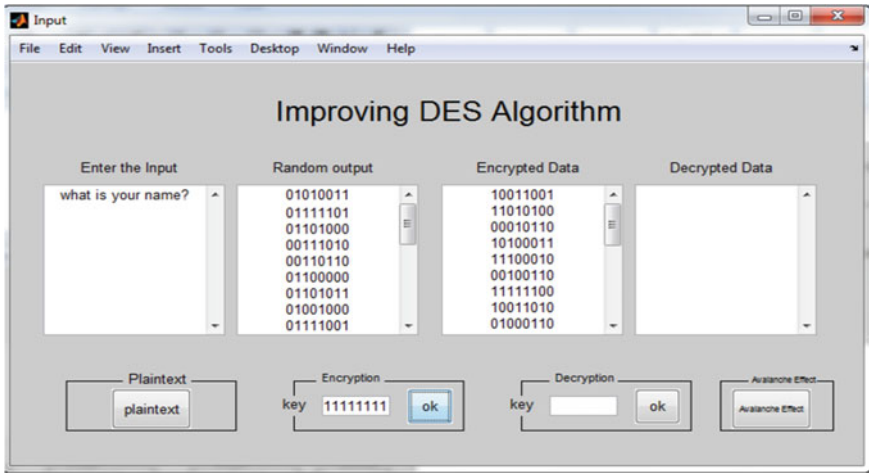 Input
File Edit View Insert Tools Desktop Window Help
Improving DES Algorithm
Enter the Input Random output Encrypted Data Decrypted Data
what is your name? 01010011 10011001
01111101 11010100
01101000 00010110
00111010 10100011
00110110 11100010
01100000 00100110
01101011 11111100
01001000 10011010
01111001 01000110
Plaintext Encryption Decryption Avalanche Effect
plaintext key 11111111 ok key ok Avalanche Effect